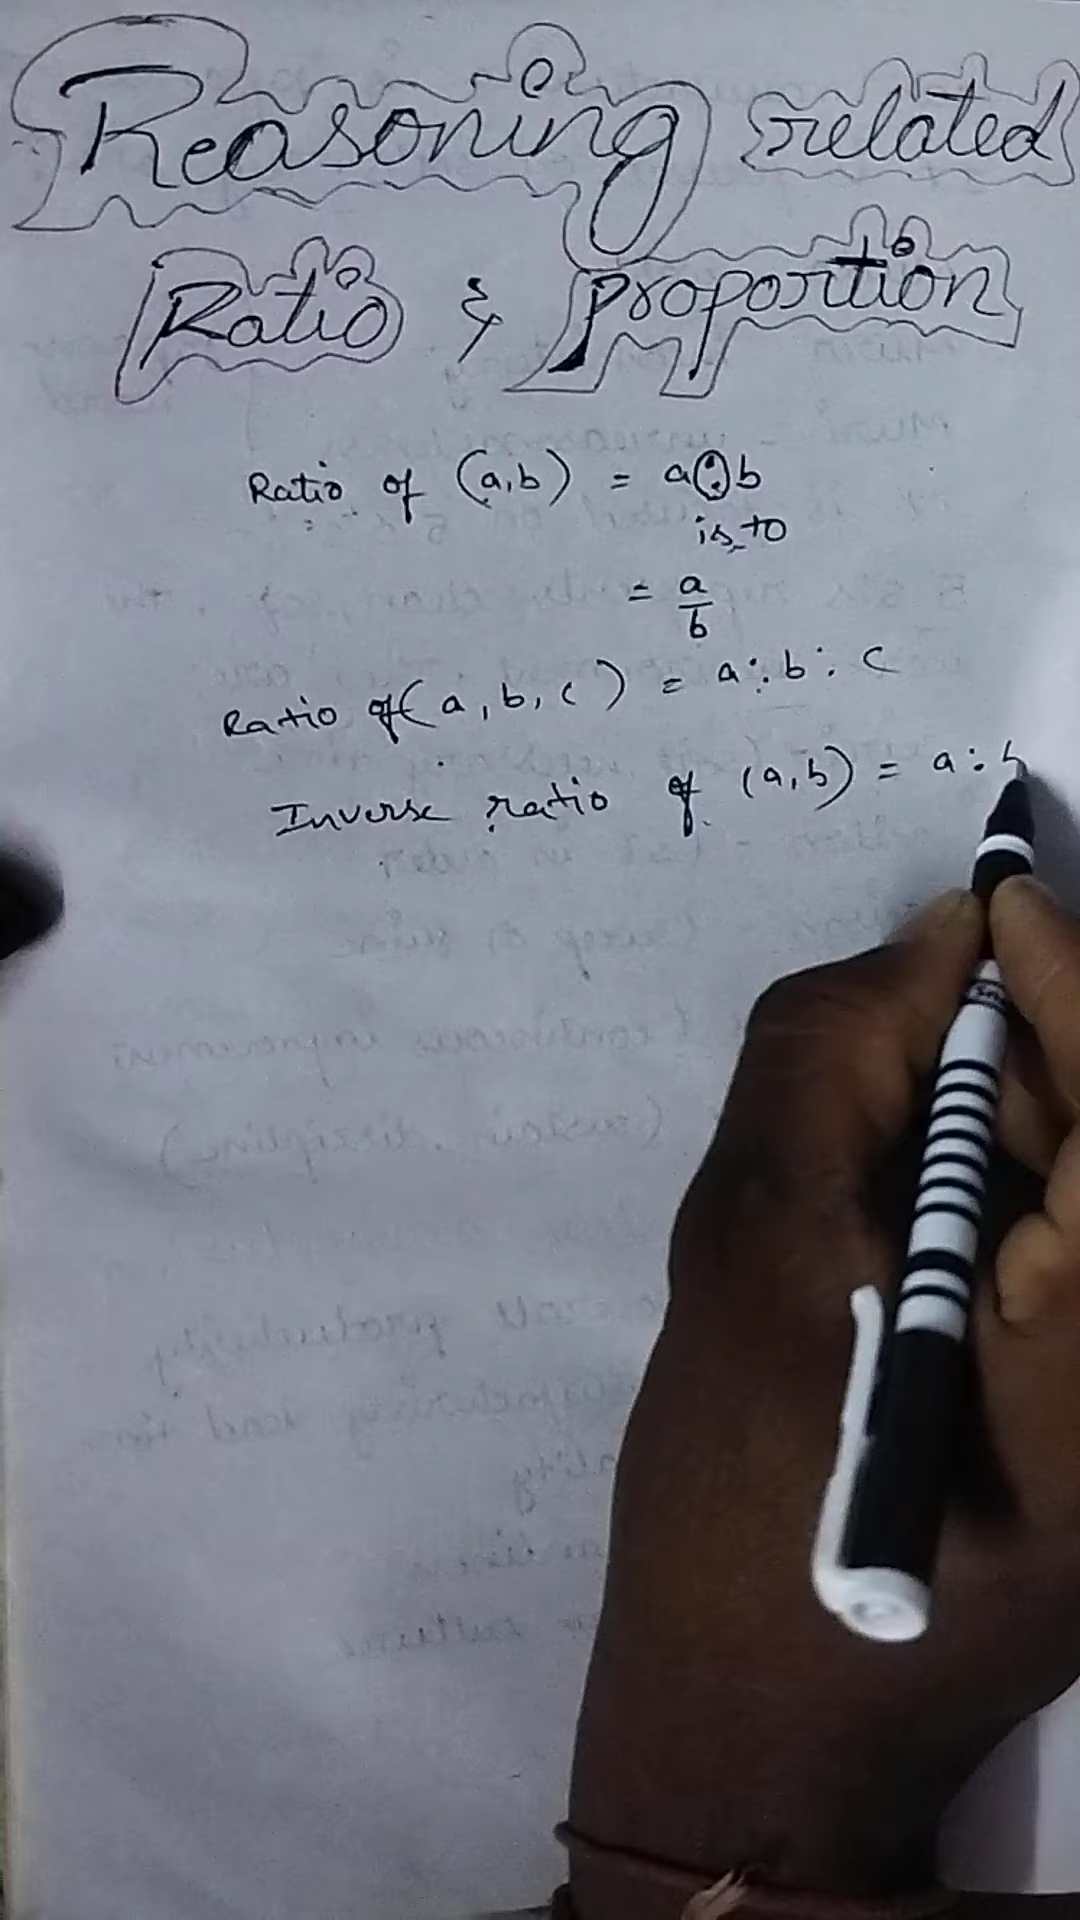 Reasoning related
Ratio & proportion
Ratio of (a,b) = a:b
is to
= a/b
Ratio of (a, b, c) = a : b : c
Inverse ratio of (a,b) = a : b